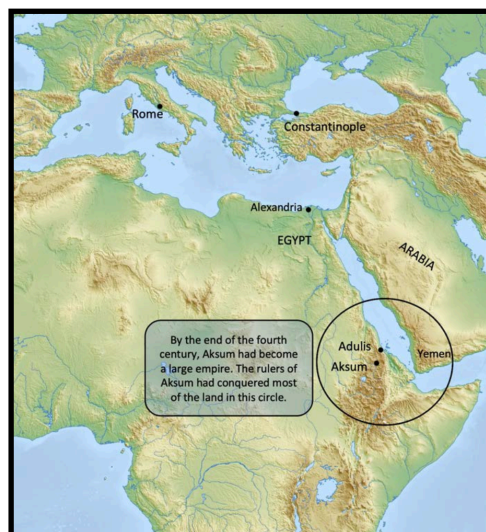 Rome
Constantinople
Alexandria
EGYPT
ARABIA
By the end of the fourth
century, Aksum had become
a large empire. The rulers of
Aksum had conquered most
of the land in this circle.
Adulis
Yemen
Aksum